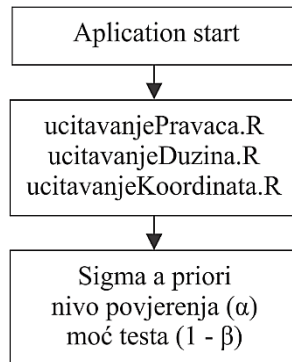 Aplication start
ucitavanjePravaca.R
ucitavanjeDuzina.R
ucitavanjeKoordinata.R
Sigma a priori
nivo povjerenja (α)
moć testa (1 - β)